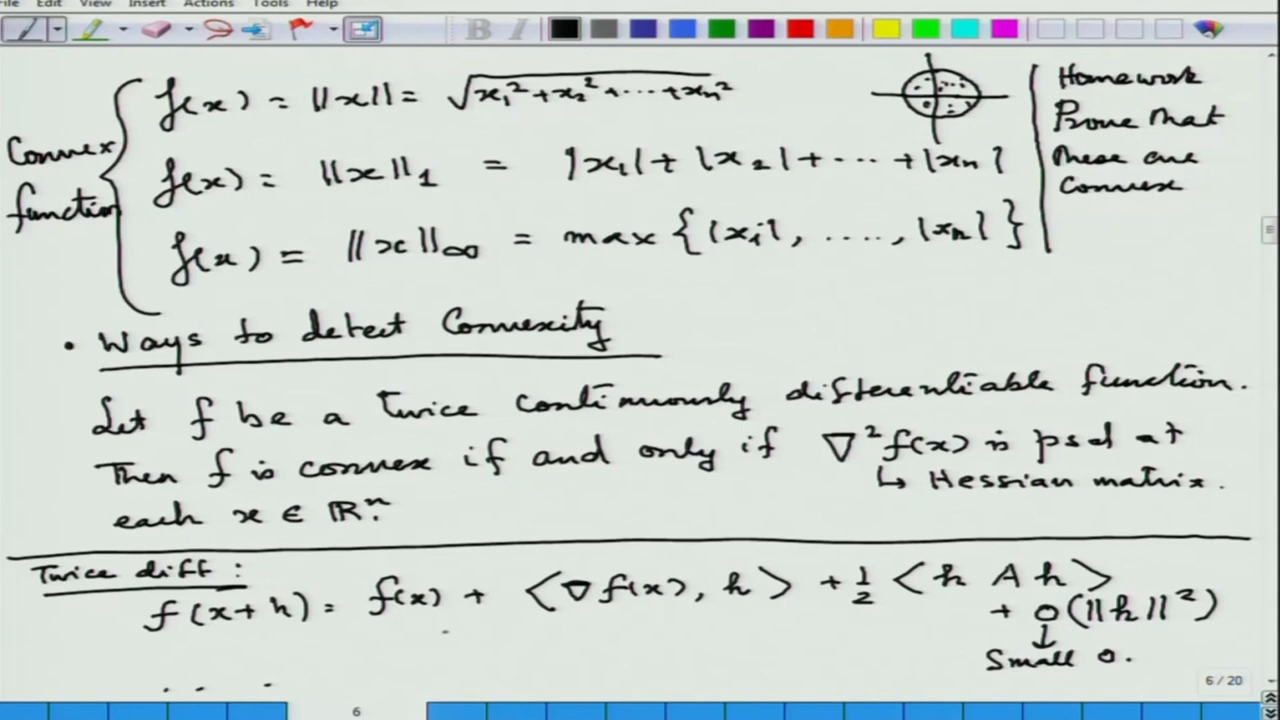 File Edit View Insert Actions Tools Help
f(x) = ||x|| = √x₁² + x₂² + ... + xₙ²
Convex function
f(x) = ||x||₁ = |x₁| + |x₂| + ... + |xₙ|
f(x) = ||x||∞ = max {|x₁|, ...., |xₙ|}
Homework
Prove that
these are
convex
• Ways to detect Convexity
Let f be a twice continuously differentiable function.
Then f is convex if and only if ∇²f(x) is psd at
↳ Hessian matrix.
each x ∈ ℝⁿ.
Twice diff :
f(x+h) = f(x) + ⟨∇f(x), h⟩ + ½ ⟨h A h⟩
+ o(||h||²)
↓
Small o.
6 / 20
6